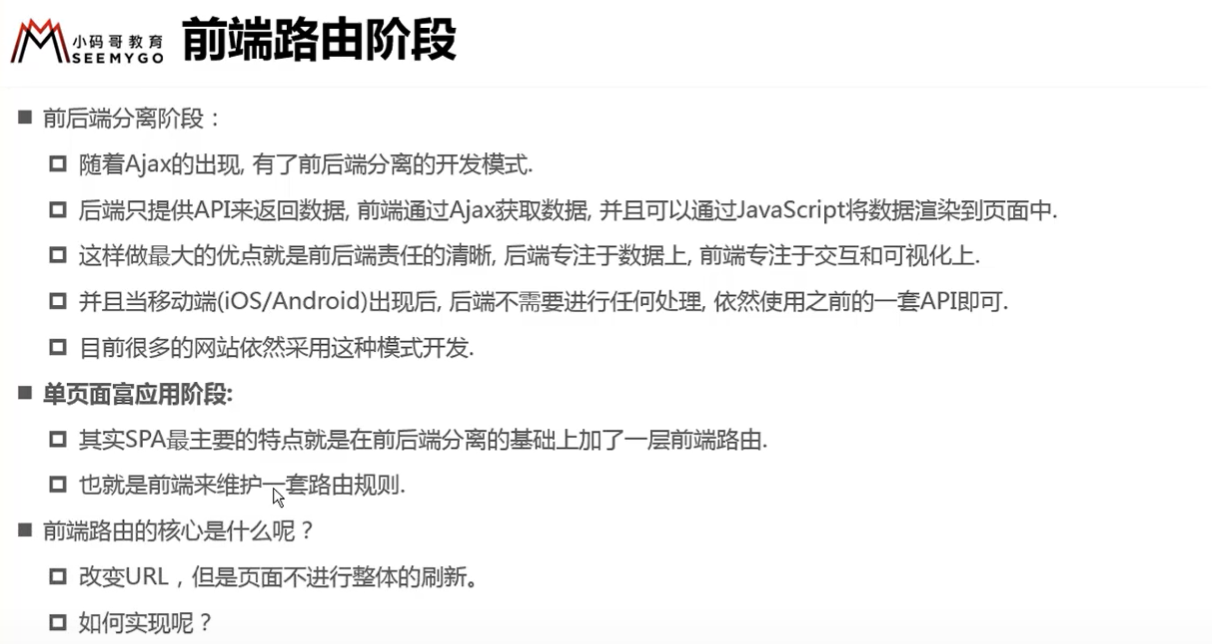 小码哥教育
SEEMYGO
前端路由阶段
前后端分离阶段：
随着Ajax的出现, 有了前后端分离的开发模式.
后端只提供API来返回数据, 前端通过Ajax获取数据, 并且可以通过JavaScript将数据渲染到页面中.
这样做最大的优点就是前后端责任的清晰, 后端专注于数据上, 前端专注于交互和可视化上.
并且当移动端(iOS/Android)出现后, 后端不需要进行任何处理, 依然使用之前的一套API即可.
目前很多的网站依然采用这种模式开发.
单页面富应用阶段:
其实SPA最主要的特点就是在前后端分离的基础上加了一层前端路由.
也就是前端来维护一套路由规则.
前端路由的核心是什么呢？
改变URL，但是页面不进行整体的刷新。
如何实现呢？